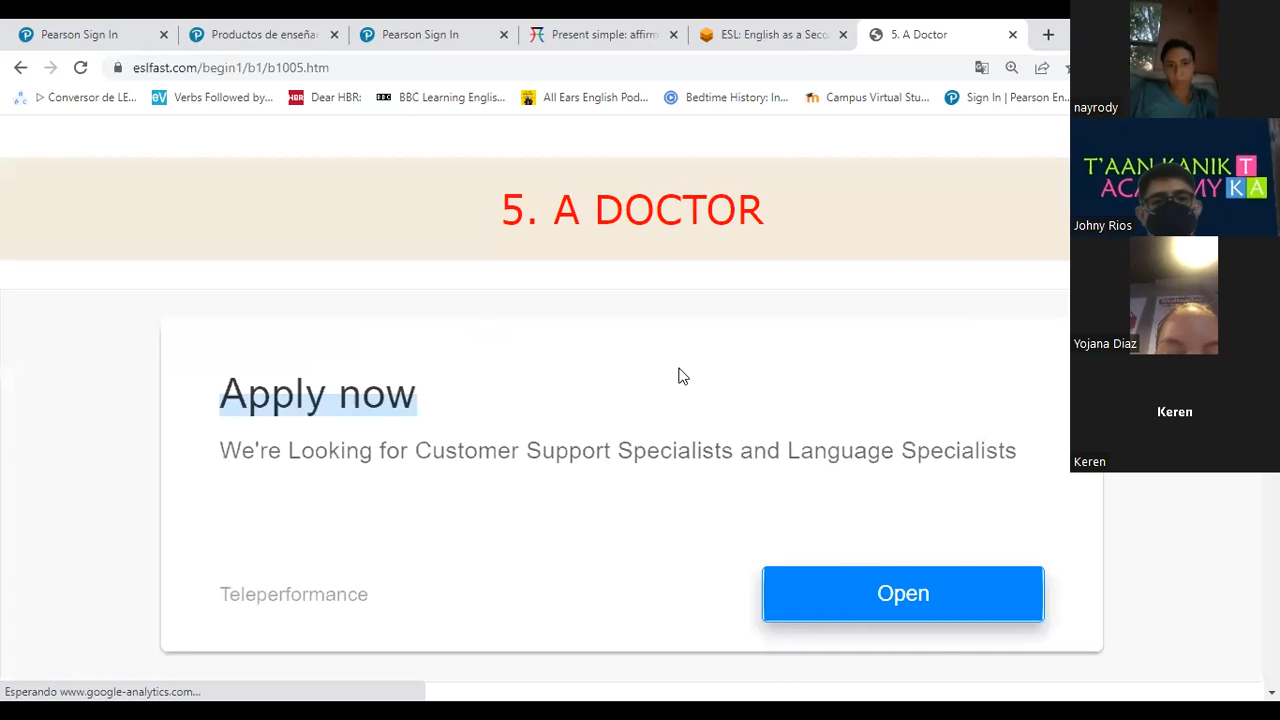 Pearson Sign In
Productos de enseña
Pearson Sign In
Present simple: affirm
ESL: English as a Seco
5. A Doctor
eslfast.com/begin1/b1/b1005.htm
▷ Conversor de LE...
Verbs Followed by...
HBR Dear HBR:
BBC BBC Learning Englis...
All Ears English Pod...
Bedtime History: In...
Campus Virtual Stu...
Sign In | Pearson En...
5. A DOCTOR
Apply now
We're Looking for Customer Support Specialists and Language Specialists
Teleperformance
Open
Esperando www.google-analytics.com...
nayrody
T'AAN KANIK T
ACADEMY KA
Johny Rios
Yojana Diaz
Keren
Keren